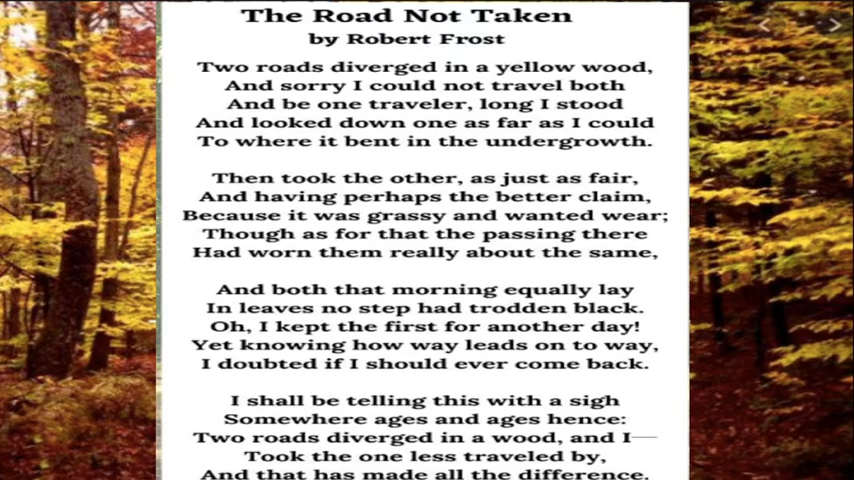 The Road Not Taken
by Robert Frost
Two roads diverged in a yellow wood,
And sorry I could not travel both
And be one traveler, long I stood
And looked down one as far as I could
To where it bent in the undergrowth.
Then took the other, as just as fair,
And having perhaps the better claim,
Because it was grassy and wanted wear;
Though as for that the passing there
Had worn them really about the same,
And both that morning equally lay
In leaves no step had trodden black.
Oh, I kept the first for another day!
Yet knowing how way leads on to way,
I doubted if I should ever come back.
I shall be telling this with a sigh
Somewhere ages and ages hence:
Two roads diverged in a wood, and I—
Took the one less traveled by,
And that has made all the difference.